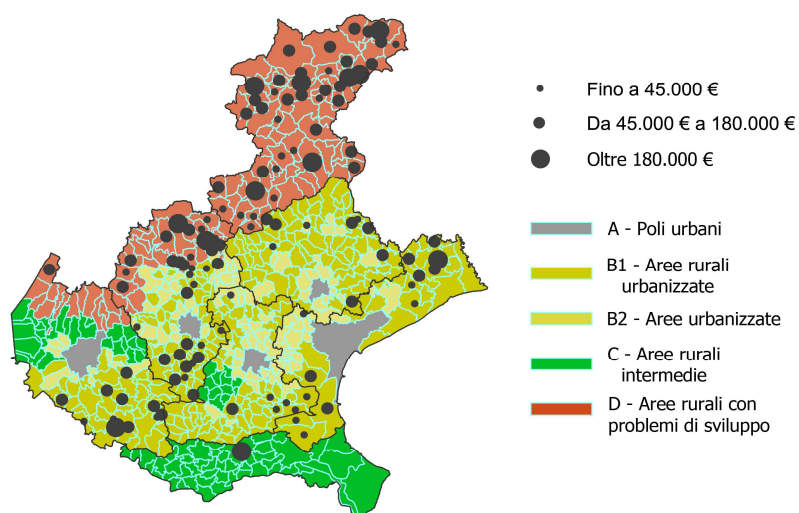 Fino a 45.000 €
Da 45.000 € a 180.000 €
Oltre 180.000 €
A - Poli urbani
B1 - Aree rurali
urbanizzate
B2 - Aree urbanizzate
C - Aree rurali
intermedie
D - Aree rurali con
problemi di sviluppo